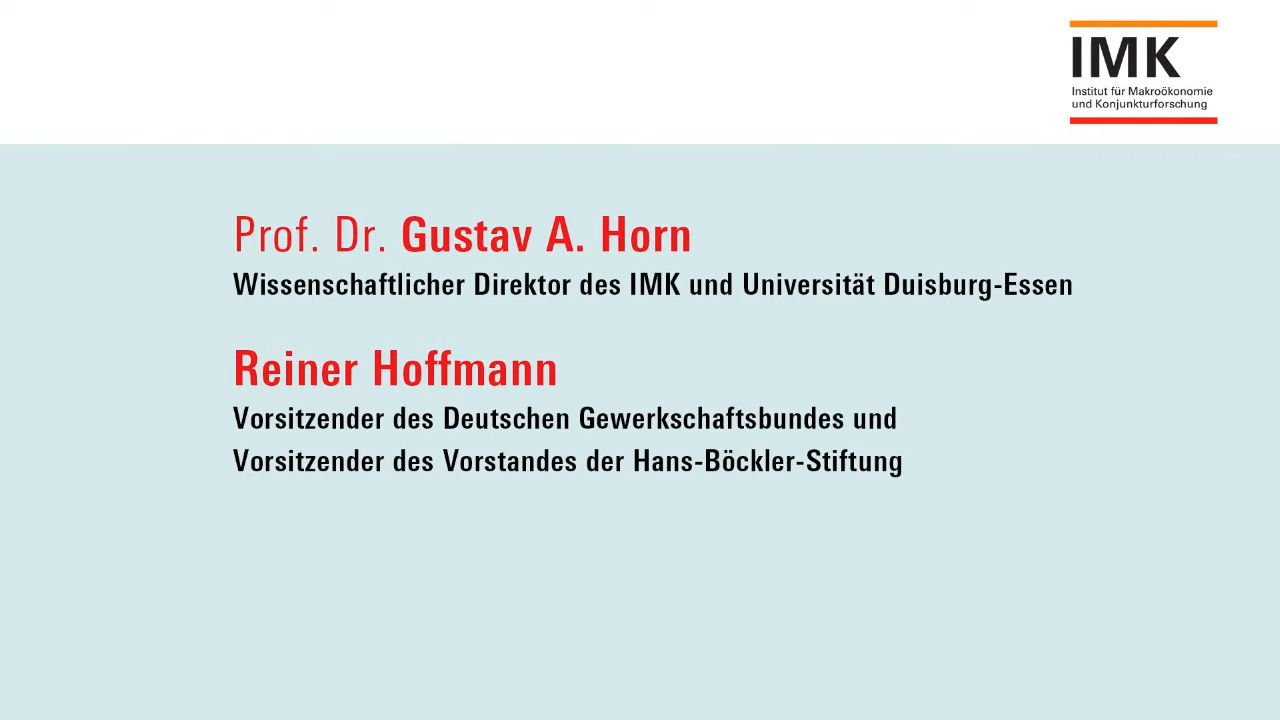 IMK
Institut für Makroökonomie
und Konjunkturforschung
Prof. Dr. Gustav A. Horn
Wissenschaftlicher Direktor des IMK und Universität Duisburg-Essen
Reiner Hoffmann
Vorsitzender des Deutschen Gewerkschaftsbundes und
Vorsitzender des Vorstandes der Hans-Böckler-Stiftung